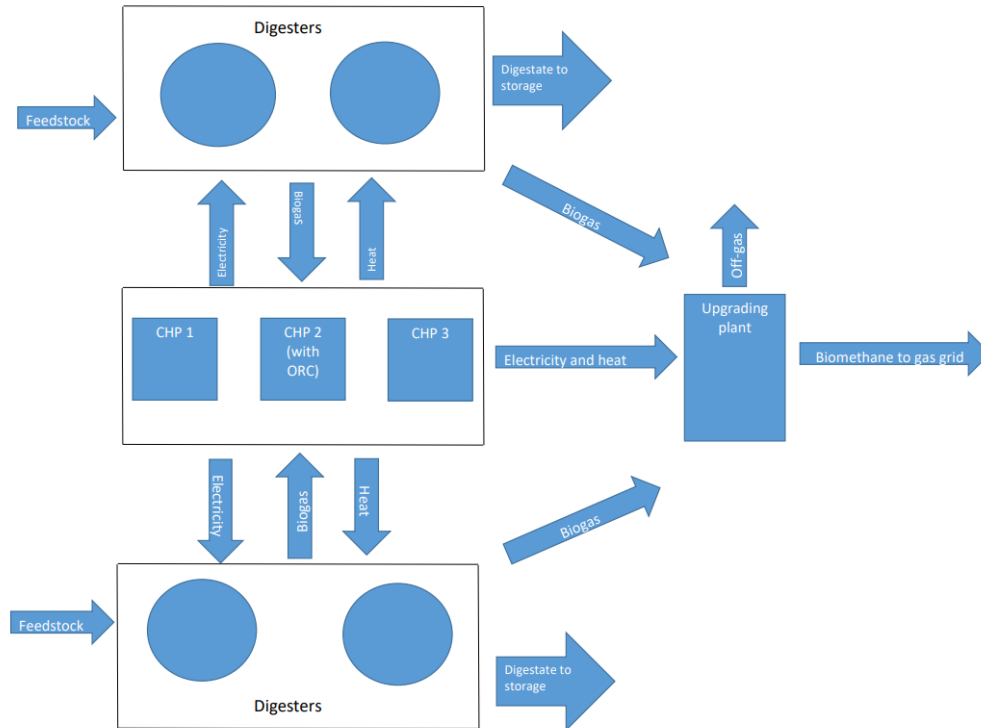 Digesters
Feedstock
Digestate to
storage
Electricity
Biogas
Heat
Biogas
Off-gas
CHP 1
CHP 2
(with
ORC)
CHP 3
Electricity and heat
Upgrading
plant
Biomethane to gas grid
Electricity
Biogas
Heat
Biogas
Feedstock
Digestate to
storage
Digesters